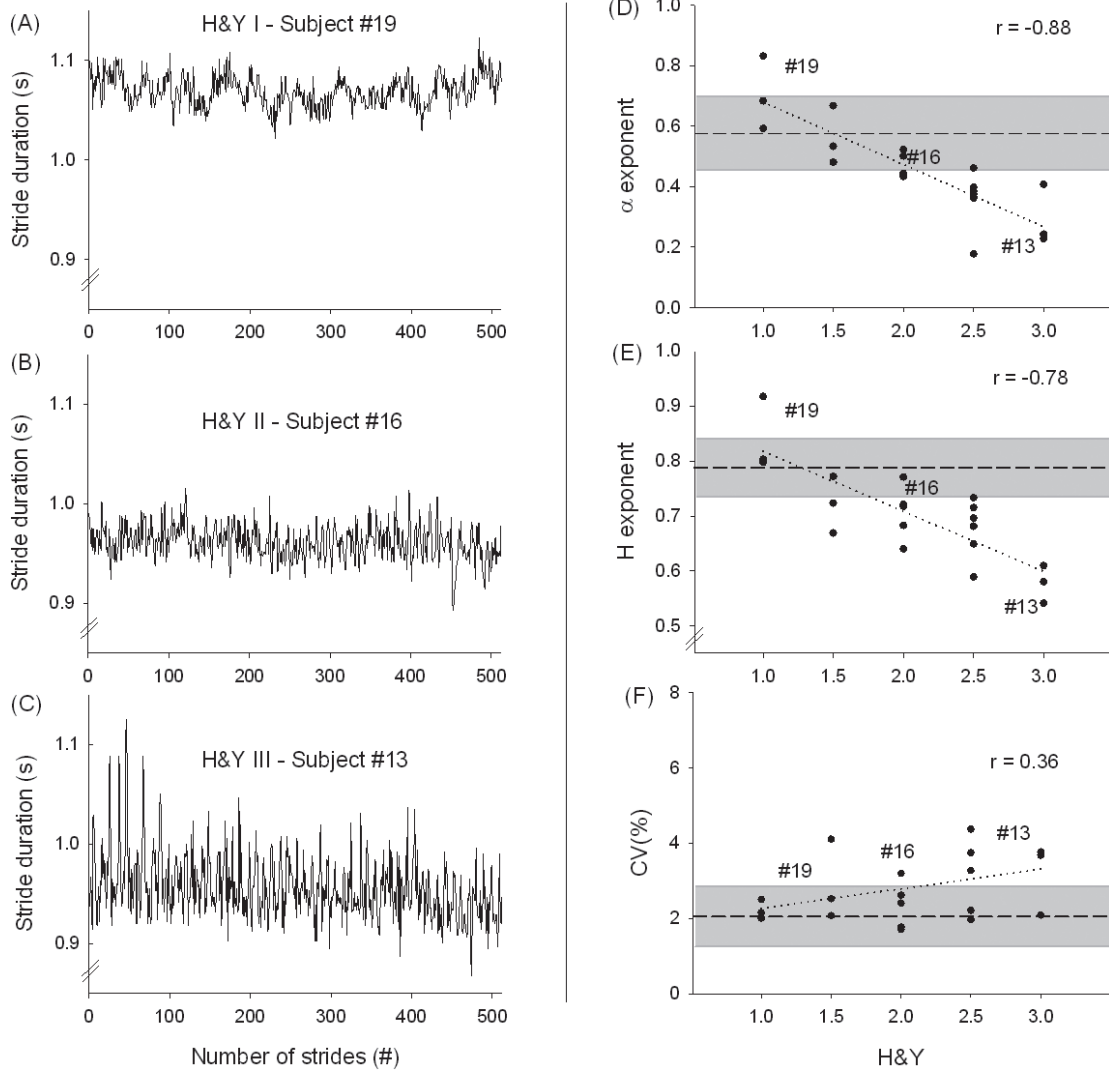 (A)
H&Y I - Subject #19
Stride duration (s)
1.1
1.0
0.9
0 100 200 300 400 500
(B)
H&Y II - Subject #16
Stride duration (s)
1.1
1.0
0.9
0 100 200 300 400 500
(C)
H&Y III - Subject #13
Stride duration (s)
1.1
1.0
0.9
0 100 200 300 400 500
Number of strides (#)
(D)
r = -0.88
α exponent
1.0
0.8
0.6
0.4
0.2
0.0
#19
#16
#13
1.0 1.5 2.0 2.5 3.0
(E)
r = -0.78
H exponent
1.0
0.9
0.8
0.7
0.6
0.5
#19
#16
#13
1.0 1.5 2.0 2.5 3.0
(F)
r = 0.36
CV(%)
8
6
4
2
0
#19
#16
#13
1.0 1.5 2.0 2.5 3.0
H&Y